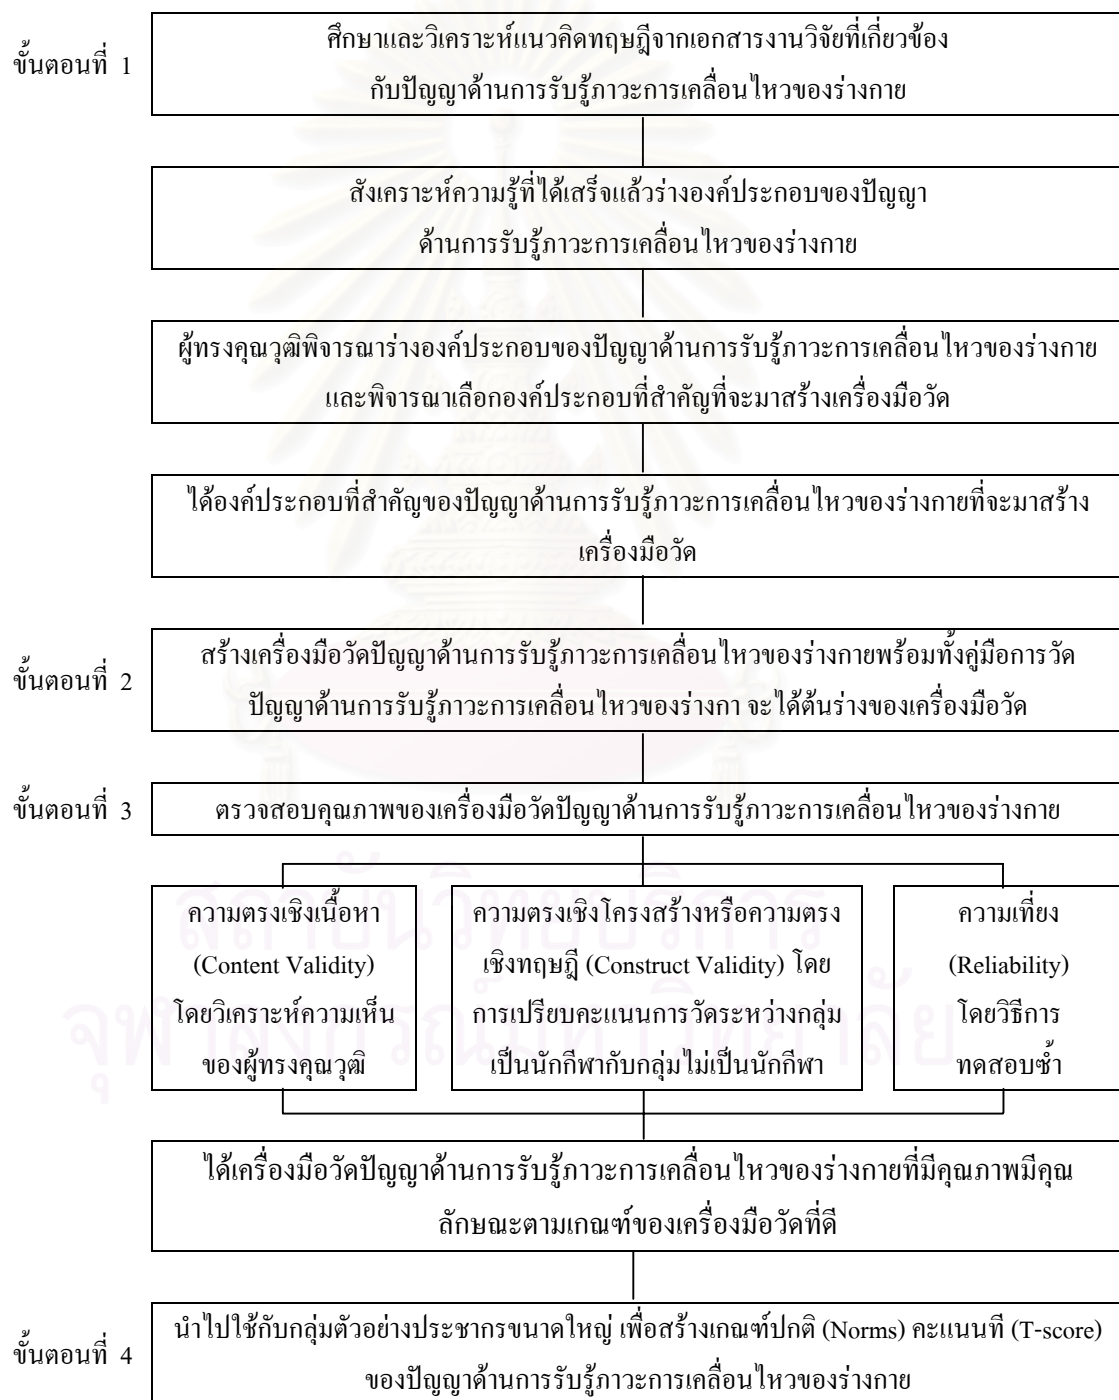 ขั้นตอนที่ 1
ศึกษาและวิเคราะห์แนวคิดทฤษฎีจากเอกสารงานวิจัยที่เกี่ยวข้อง
กับปัญญาด้านการรับรู้ภาวะการเคลื่อนไหวของร่างกาย
สังเคราะห์ความรู้ที่ได้เสร็จแล้วร่างองค์ประกอบของปัญญา
ด้านการรับรู้ภาวะการเคลื่อนไหวของร่างกาย
ผู้ทรงคุณวุฒิพิจารณาร่างองค์ประกอบของปัญญาด้านการรับรู้ภาวะการเคลื่อนไหวของร่างกาย
และพิจารณาเลือกองค์ประกอบที่สำคัญที่จะมาสร้างเครื่องมือวัด
ได้องค์ประกอบที่สำคัญของปัญญาด้านการรับรู้ภาวะการเคลื่อนไหวของร่างกายที่จะมาสร้าง
เครื่องมือวัด
ขั้นตอนที่ 2
สร้างเครื่องมือวัดปัญญาด้านการรับรู้ภาวะการเคลื่อนไหวของร่างกายพร้อมทั้งคู่มือการวัด
ปัญญาด้านการรับรู้ภาวะการเคลื่อนไหวของร่างกา จะได้ต้นร่างของเครื่องมือวัด
ขั้นตอนที่ 3
ตรวจสอบคุณภาพของเครื่องมือวัดปัญญาด้านการรับรู้ภาวะการเคลื่อนไหวของร่างกาย
ความตรงเชิงเนื้อหา
(Content Validity)
โดยวิเคราะห์ความเห็น
ของผู้ทรงคุณวุฒิ
ความตรงเชิงโครงสร้างหรือความตรง
เชิงทฤษฎี (Construct Validity) โดย
การเปรียบคะแนนการวัดระหว่างกลุ่ม
เป็นนักกีฬากับกลุ่มไม่เป็นนักกีฬา
ความเที่ยง
(Reliability)
โดยวิธีการ
ทดสอบซ้ำ
สถาบันวิทยบริการ
จุฬาลงกรณ์มหาวิทยาลัย
ได้เครื่องมือวัดปัญญาด้านการรับรู้ภาวะการเคลื่อนไหวของร่างกายที่มีคุณภาพมีคุณ
ลักษณะตามเกณฑ์ของเครื่องมือวัดที่ดี
ขั้นตอนที่ 4
นำไปใช้กับกลุ่มตัวอย่างประชากรขนาดใหญ่ เพื่อสร้างเกณฑ์ปกติ (Norms) คะแนนที (T-score)
ของปัญญาด้านการรับรู้ภาวะการเคลื่อนไหวของร่างกาย